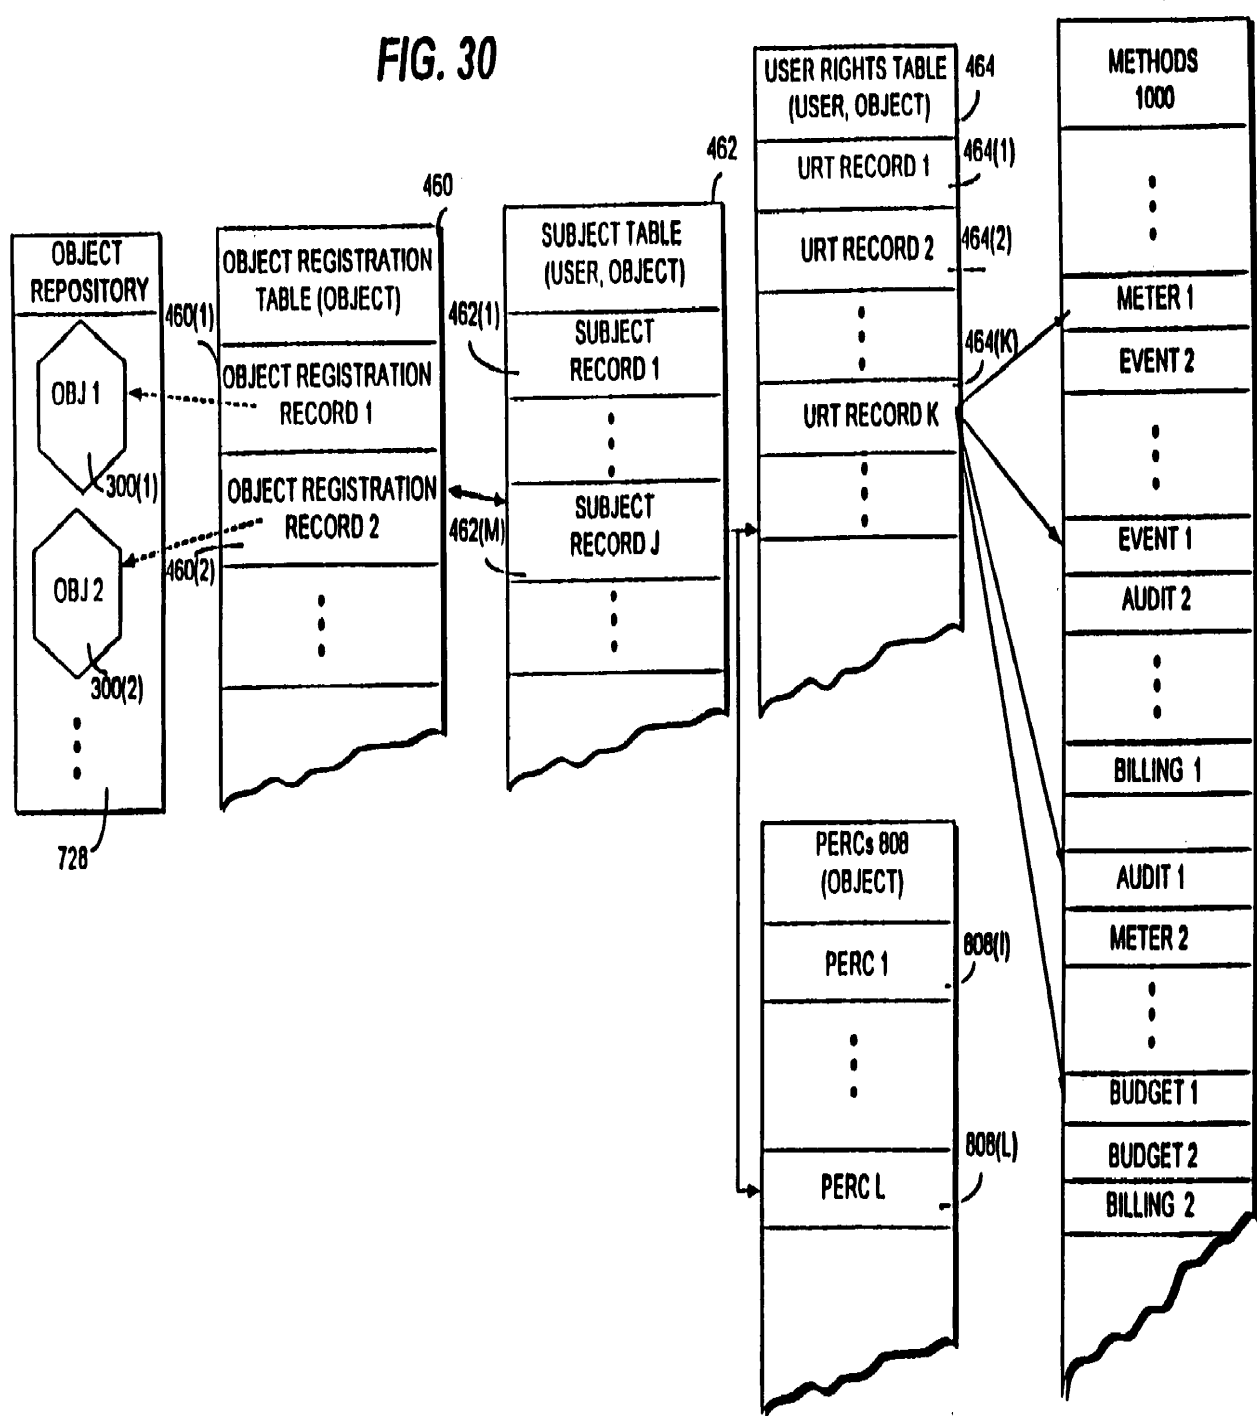 FIG. 30
OBJECT
REPOSITORY
OBJ 1
300(1)
OBJ 2
300(2)
728
460
OBJECT REGISTRATION
TABLE (OBJECT)
460(1)
OBJECT REGISTRATION
RECORD 1
OBJECT REGISTRATION
RECORD 2
460(2)
462
SUBJECT TABLE
(USER, OBJECT)
462(1)
SUBJECT
RECORD 1
SUBJECT
RECORD J
462(M)
USER RIGHTS TABLE
(USER, OBJECT)
464
URT RECORD 1
464(1)
URT RECORD 2
464(2)
464(K)
URT RECORD K
PERCs 808
(OBJECT)
PERC 1
808(I)
PERC L
808(L)
METHODS
1000
METER 1
EVENT 2
EVENT 1
AUDIT 2
BILLING 1
AUDIT 1
METER 2
BUDGET 1
BUDGET 2
BILLING 2